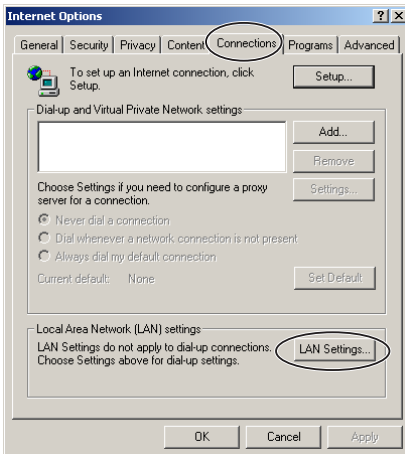 Internet Options
General Security Privacy Content Connections Programs Advanced
To set up an Internet connection, click
Setup.
Setup...
Dial-up and Virtual Private Network settings
Add...
Remove
Choose Settings if you need to configure a proxy
server for a connection.
Settings...
Never dial a connection
Dial whenever a network connection is not present
Always dial my default connection
Current default: None
Set Default
Local Area Network (LAN) settings
LAN Settings do not apply to dial-up connections.
Choose Settings above for dial-up settings.
LAN Settings...
OK Cancel Apply